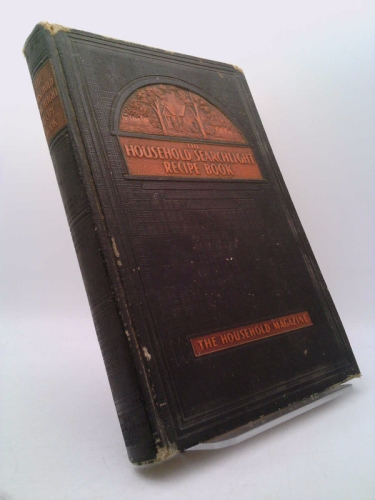 THE
HOUSEHOLD SEARCHLIGHT
RECIPE BOOK
THE HOUSEHOLD MAGAZINE